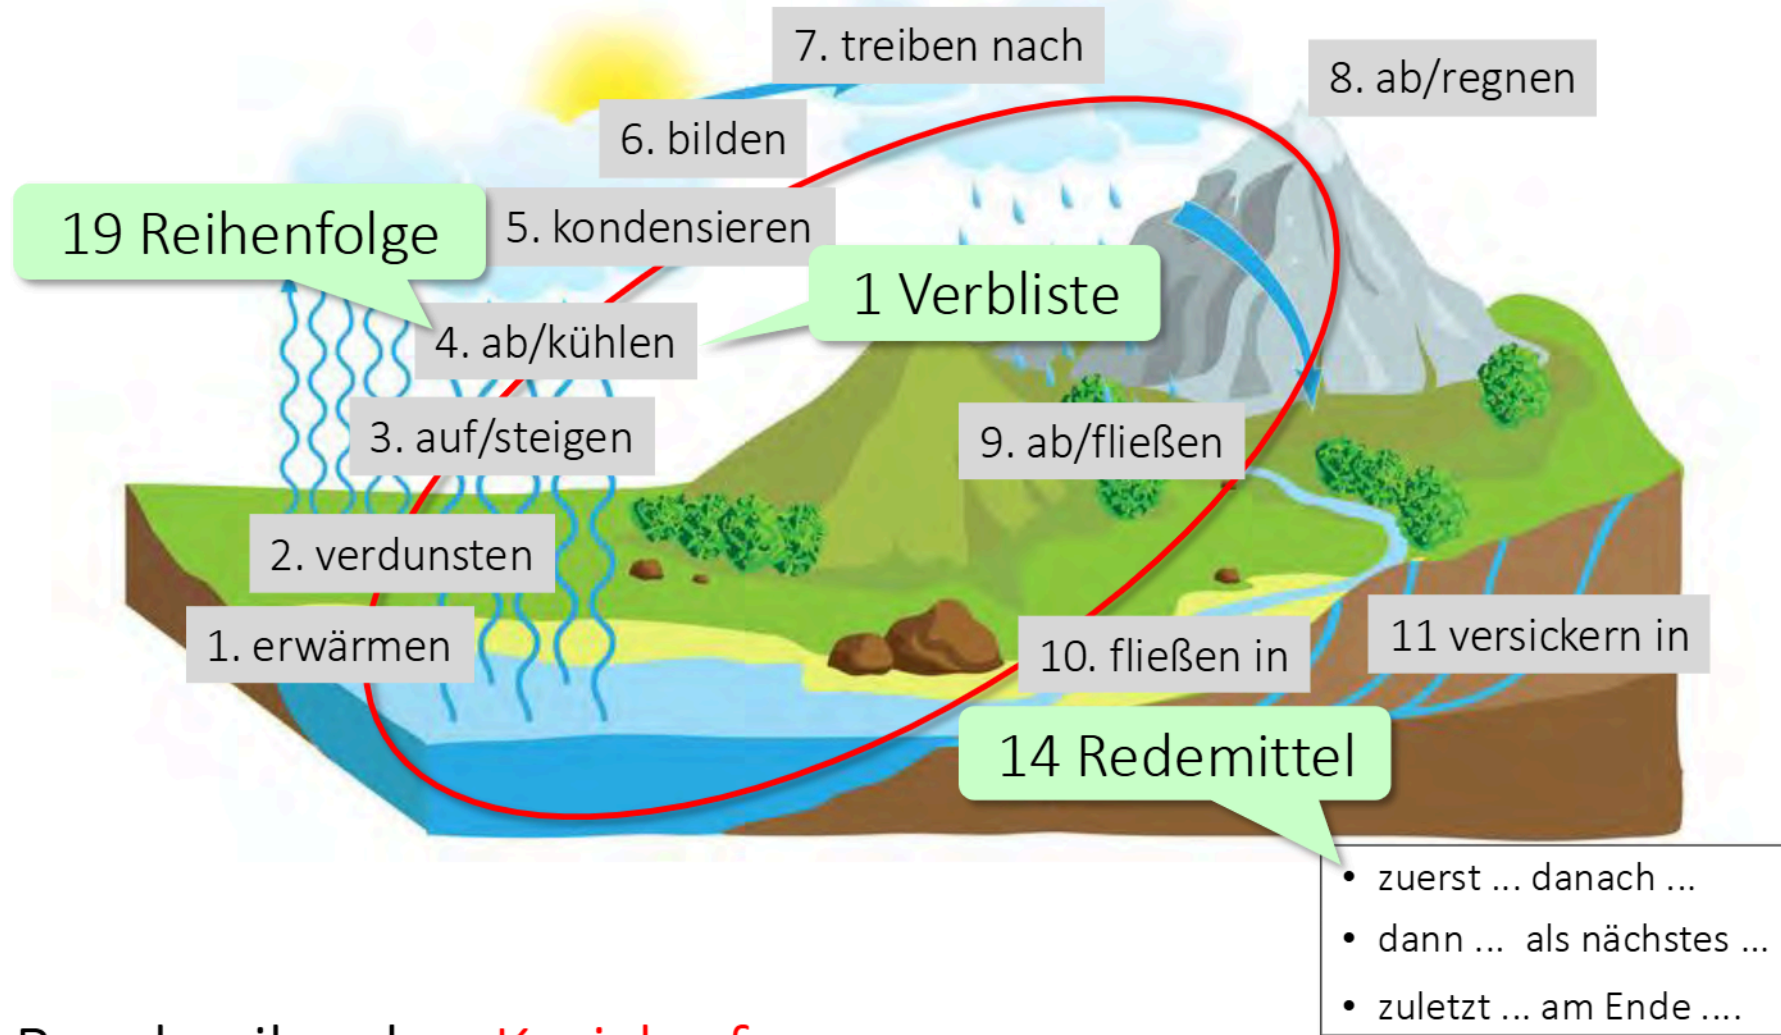 7. treiben nach
8. ab/regnen
6. bilden
19 Reihenfolge
5. kondensieren
1 Verbliste
4. ab/kühlen
3. auf/steigen
9. ab/fließen
2. verdunsten
1. erwärmen
10. fließen in
11 versickern in
14 Redemittel
• zuerst ... danach ...
• dann ... als nächstes ...
• zuletzt ... am Ende ....